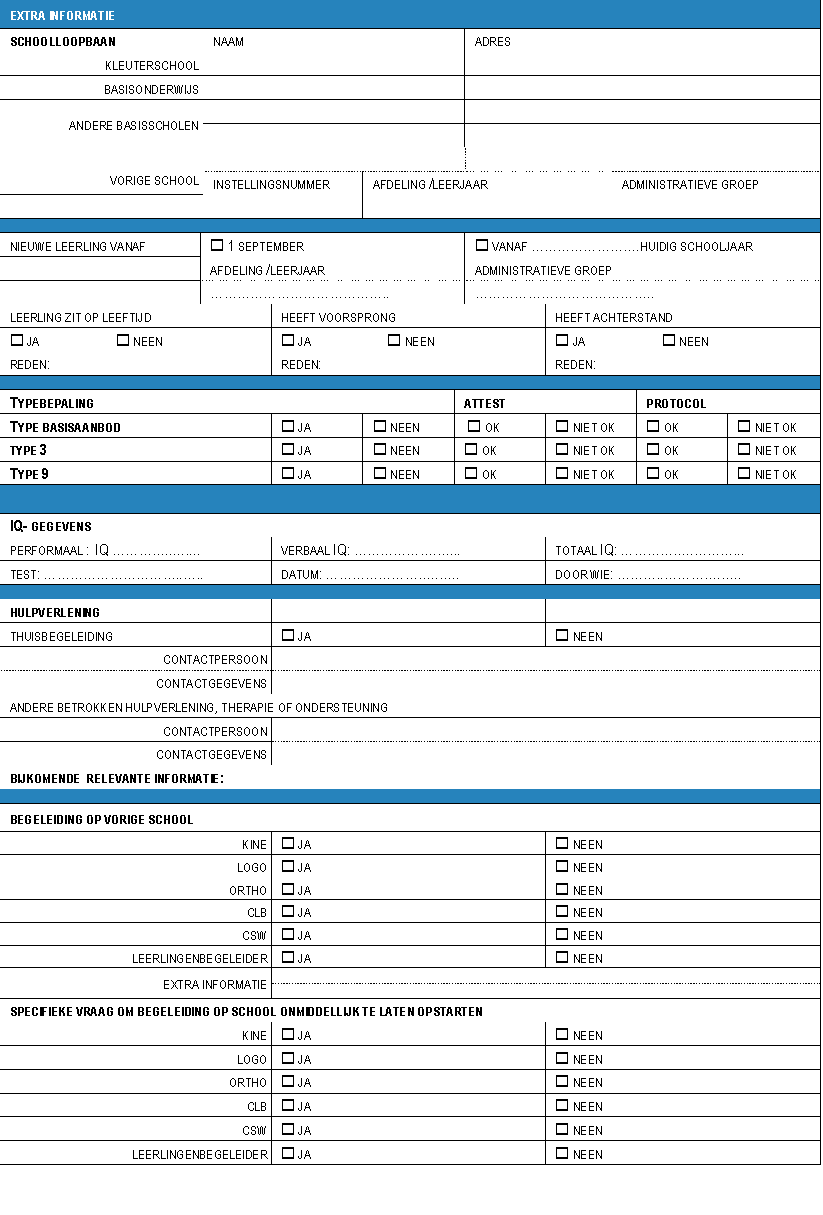 EXTRA INFORMATIE
SCHOOLLOOPBAAN NAAM ADRES
KLEUTERSCHOOL
BASISONDERWIJS
ANDERE BASISSCHOLEN
VORIGE SCHOOL INSTELLINGSNUMMER AFDELING /LEERJAAR ADMINISTRATIEVE GROEP
NIEUWE LEERLING VANAF ☐ 1 SEPTEMBER ☐ VANAF …………………….HUIDIG SCHOOLJAAR
AFDELING /LEERJAAR ADMINISTRATIEVE GROEP
………………………………….. …………………………………..
LEERLING ZIT OP LEEFTIJD HEEFT VOORSPRONG HEEFT ACHTERSTAND
☐ JA ☐ NEEN ☐ JA ☐ NEEN ☐ JA ☐ NEEN
REDEN: REDEN: REDEN:
TYPEBEPALING ATTEST PROTOCOL
TYPE BASISAANBOD ☐ JA ☐ NEEN ☐ OK ☐ NIET OK ☐ OK ☐ NIET OK
TYPE 3 ☐ JA ☐ NEEN ☐ OK ☐ NIET OK ☐ OK ☐ NIET OK
TYPE 9 ☐ JA ☐ NEEN ☐ OK ☐ NIET OK ☐ OK ☐ NIET OK
IQ- GEGEVENS
PERFORMAAL : IQ ………………… VERBAAL IQ: …………………… TOTAAL IQ: ………………………..
TEST: ……………………………….. DATUM: …………………………. DOOR WIE: ………………………..
HULPVERLENING
THUISBEGELEIDING ☐ JA ☐ NEEN
CONTACTPERSOON
CONTACTGEGEVENS
ANDERE BETROKKEN HULPVERLENING, THERAPIE OF ONDERSTEUNING
CONTACTPERSOON
CONTACTGEGEVENS
BIJKOMENDE RELEVANTE INFORMATIE:
BEGELEIDING OP VORIGE SCHOOL
KINE ☐ JA ☐ NEEN
LOGO ☐ JA ☐ NEEN
ORTHO ☐ JA ☐ NEEN
CLB ☐ JA ☐ NEEN
CSW ☐ JA ☐ NEEN
LEERLINGENBEGELEIDER ☐ JA ☐ NEEN
EXTRA INFORMATIE
SPECIFIEKE VRAAG OM BEGELEIDING OP SCHOOL ONMIDDELLIJK TE LATEN OPSTARTEN
KINE ☐ JA ☐ NEEN
LOGO ☐ JA ☐ NEEN
ORTHO ☐ JA ☐ NEEN
CLB ☐ JA ☐ NEEN
CSW ☐ JA ☐ NEEN
LEERLINGENBEGELEIDER ☐ JA ☐ NEEN